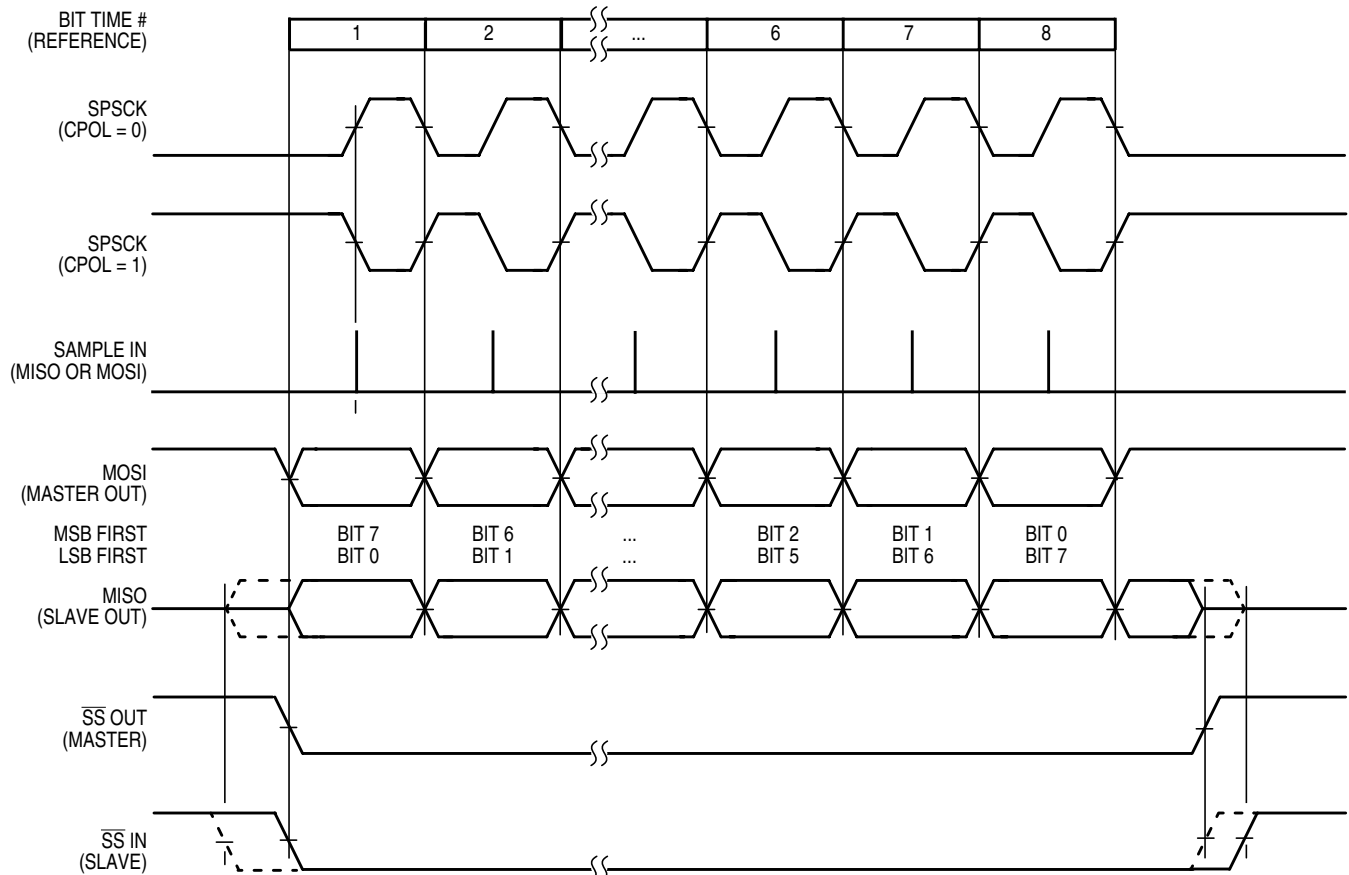 BIT TIME #
(REFERENCE)
1 2 ... 6 7 8
SPSCK
(CPOL = 0)
SPSCK
(CPOL = 1)
SAMPLE IN
(MISO OR MOSI)
MOSI
(MASTER OUT)
MSB FIRST BIT 7 BIT 6 ... BIT 2 BIT 1 BIT 0
LSB FIRST BIT 0 BIT 1 ... BIT 5 BIT 6 BIT 7
MISO
(SLAVE OUT)
S̅S̅ OUT
(MASTER)
S̅S̅ IN
(SLAVE)